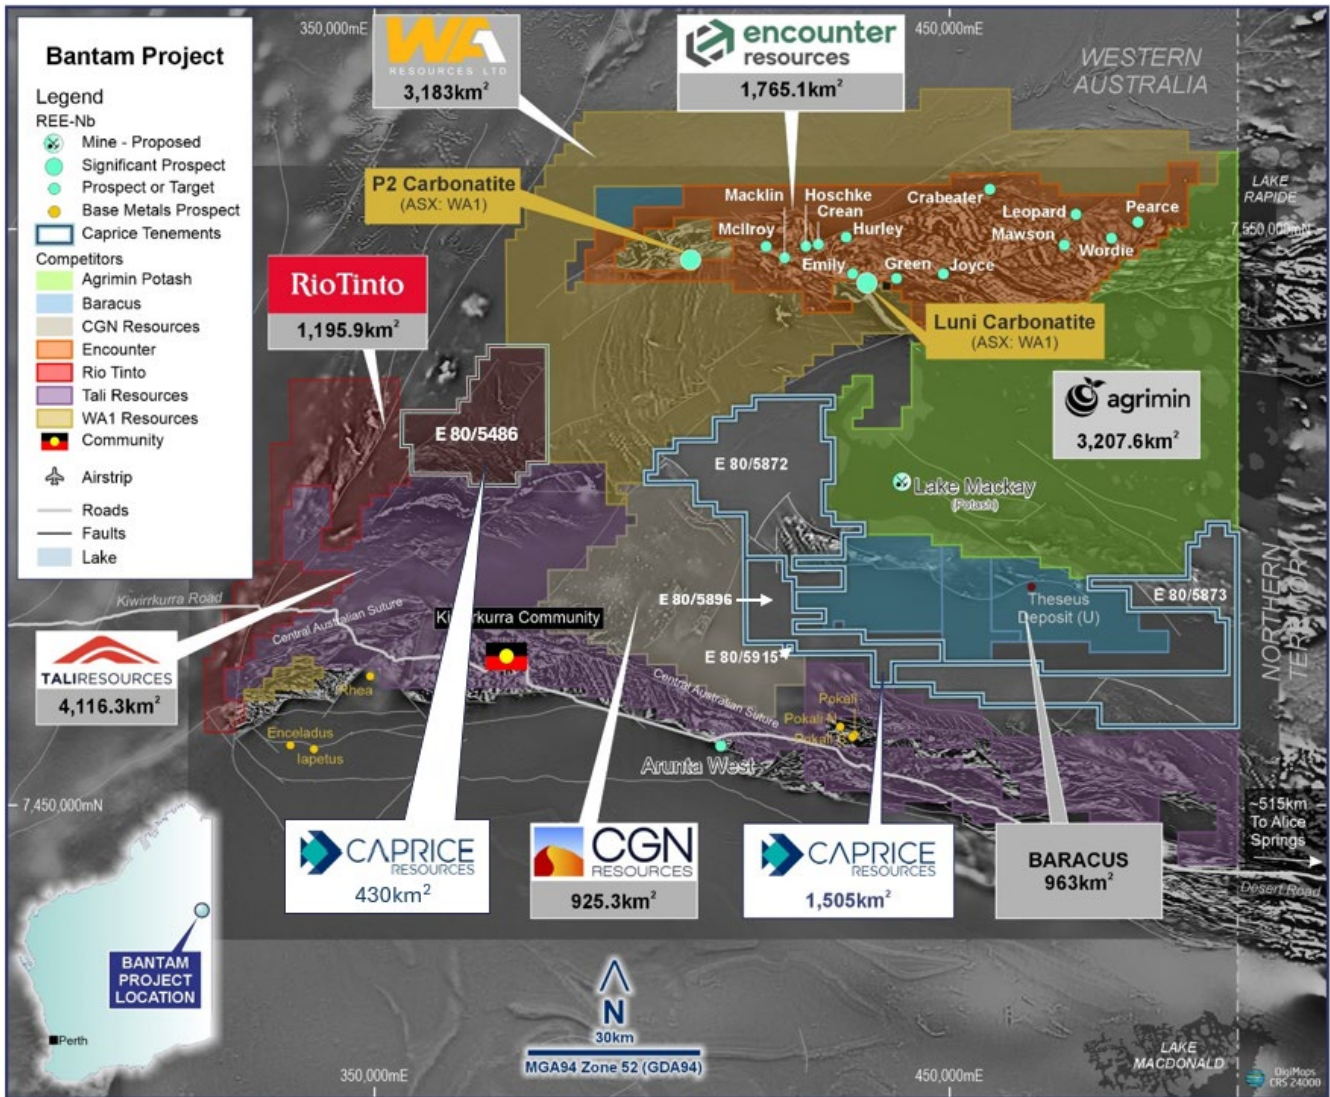 350,000mE
450,000mE
Bantam Project
Legend
REE-Nb
Mine - Proposed
Significant Prospect
Prospect or Target
Base Metals Prospect
Caprice Tenements
Competitors
Agrimin Potash
Baracus
CGN Resources
Encounter
Rio Tinto
Tali Resources
WA1 Resources
Community
Airstrip
Roads
Faults
Lake
WA1
RESOURCES LTD
3,183km²
encounter
resources
1,765.1km²
WESTERN
AUSTRALIA
LAKE
RAPIDE
7,550,000mN
P2 Carbonatite
(ASX: WA1)
Macklin
Hoschke
Crean
McIlroy
Hurley
Crabeater
Leopard
Pearce
Mawson
Wordie
Emily
Green
Joyce
Luni Carbonatite
(ASX: WA1)
RioTinto
1,195.9km²
agrimin
3,207.6km²
E 80/5486
E 80/5872
Lake Mackay
(Potash)
E 80/5896
Theseus
Deposit (U)
E 80/5873
E 80/5915
NORTHERN
TERRITORY
Kiwirrkurra Road
Central Australian Suture
Kiwirrkurra Community
TALIRESOURCES
4,116.3km²
Rhea
Enceladus
Iapetus
Central Australian Suture
Pokali
Pokali N
Pokali S
Arunta West
7,450,000mN
~515km
To Alice
Springs
Desert Road
CAPRICE
RESOURCES
430km²
CGN
RESOURCES
925.3km²
CAPRICE
RESOURCES
1,505km²
BARACUS
963km²
BANTAM
PROJECT
LOCATION
Perth
N
30km
MGA94 Zone 52 (GDA94)
350,000mE
450,000mE
LAKE
MACDONALD
DigiMaps
CRS 24000